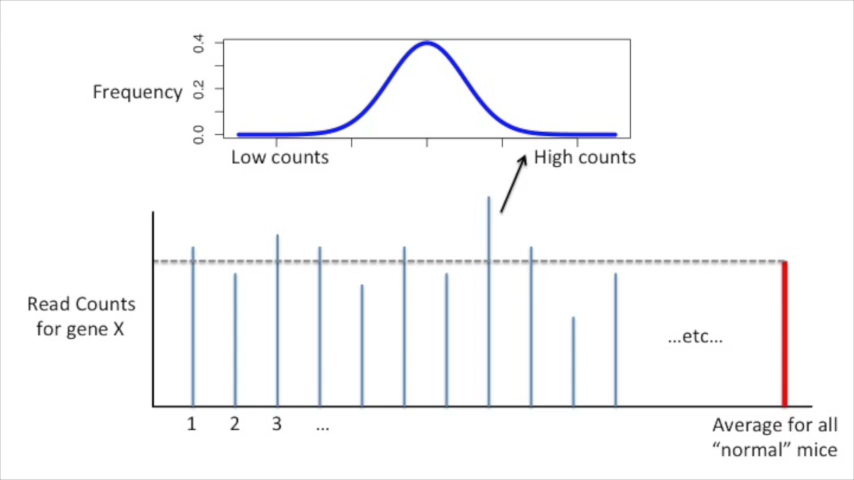 0.4
Frequency
0.2
0.0
Low counts
High counts
Read Counts
for gene X
...etc...
1 2 3 ...
Average for all
“normal” mice